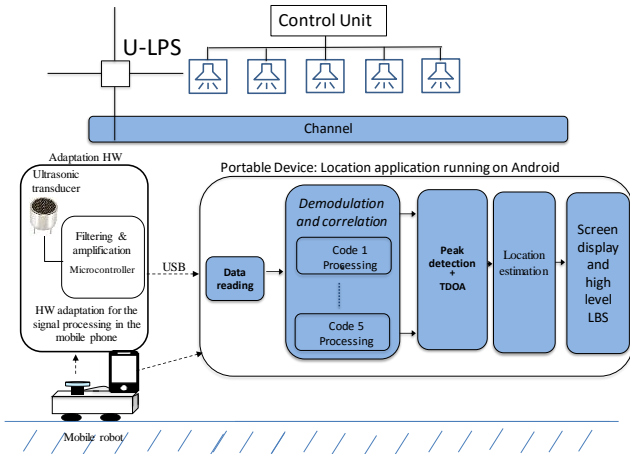 Control Unit
U-LPS
Channel
Adaptation HW
Ultrasonic
transducer
Filtering &
amplification
Microcontroller
HW adaptation for the
signal processing in the
mobile phone
USB
Portable Device: Location application running on Android
Data
reading
Demodulation
and correlation
Code 1
Processing
Code 5
Processing
Peak
detection
+
TDOA
Location
estimation
Screen
display
and
high
level
LBS
Mobile robot